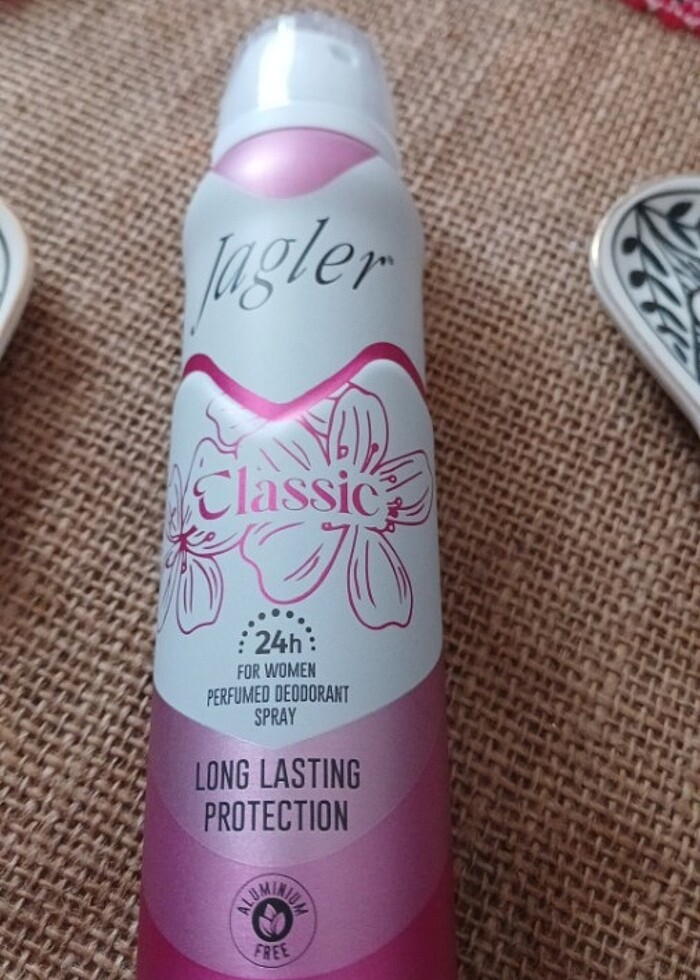 Jagler
Classic
24h
FOR WOMEN
PERFUMED DEODORANT
SPRAY
LONG LASTING
PROTECTION
ALUMINIUM
FREE